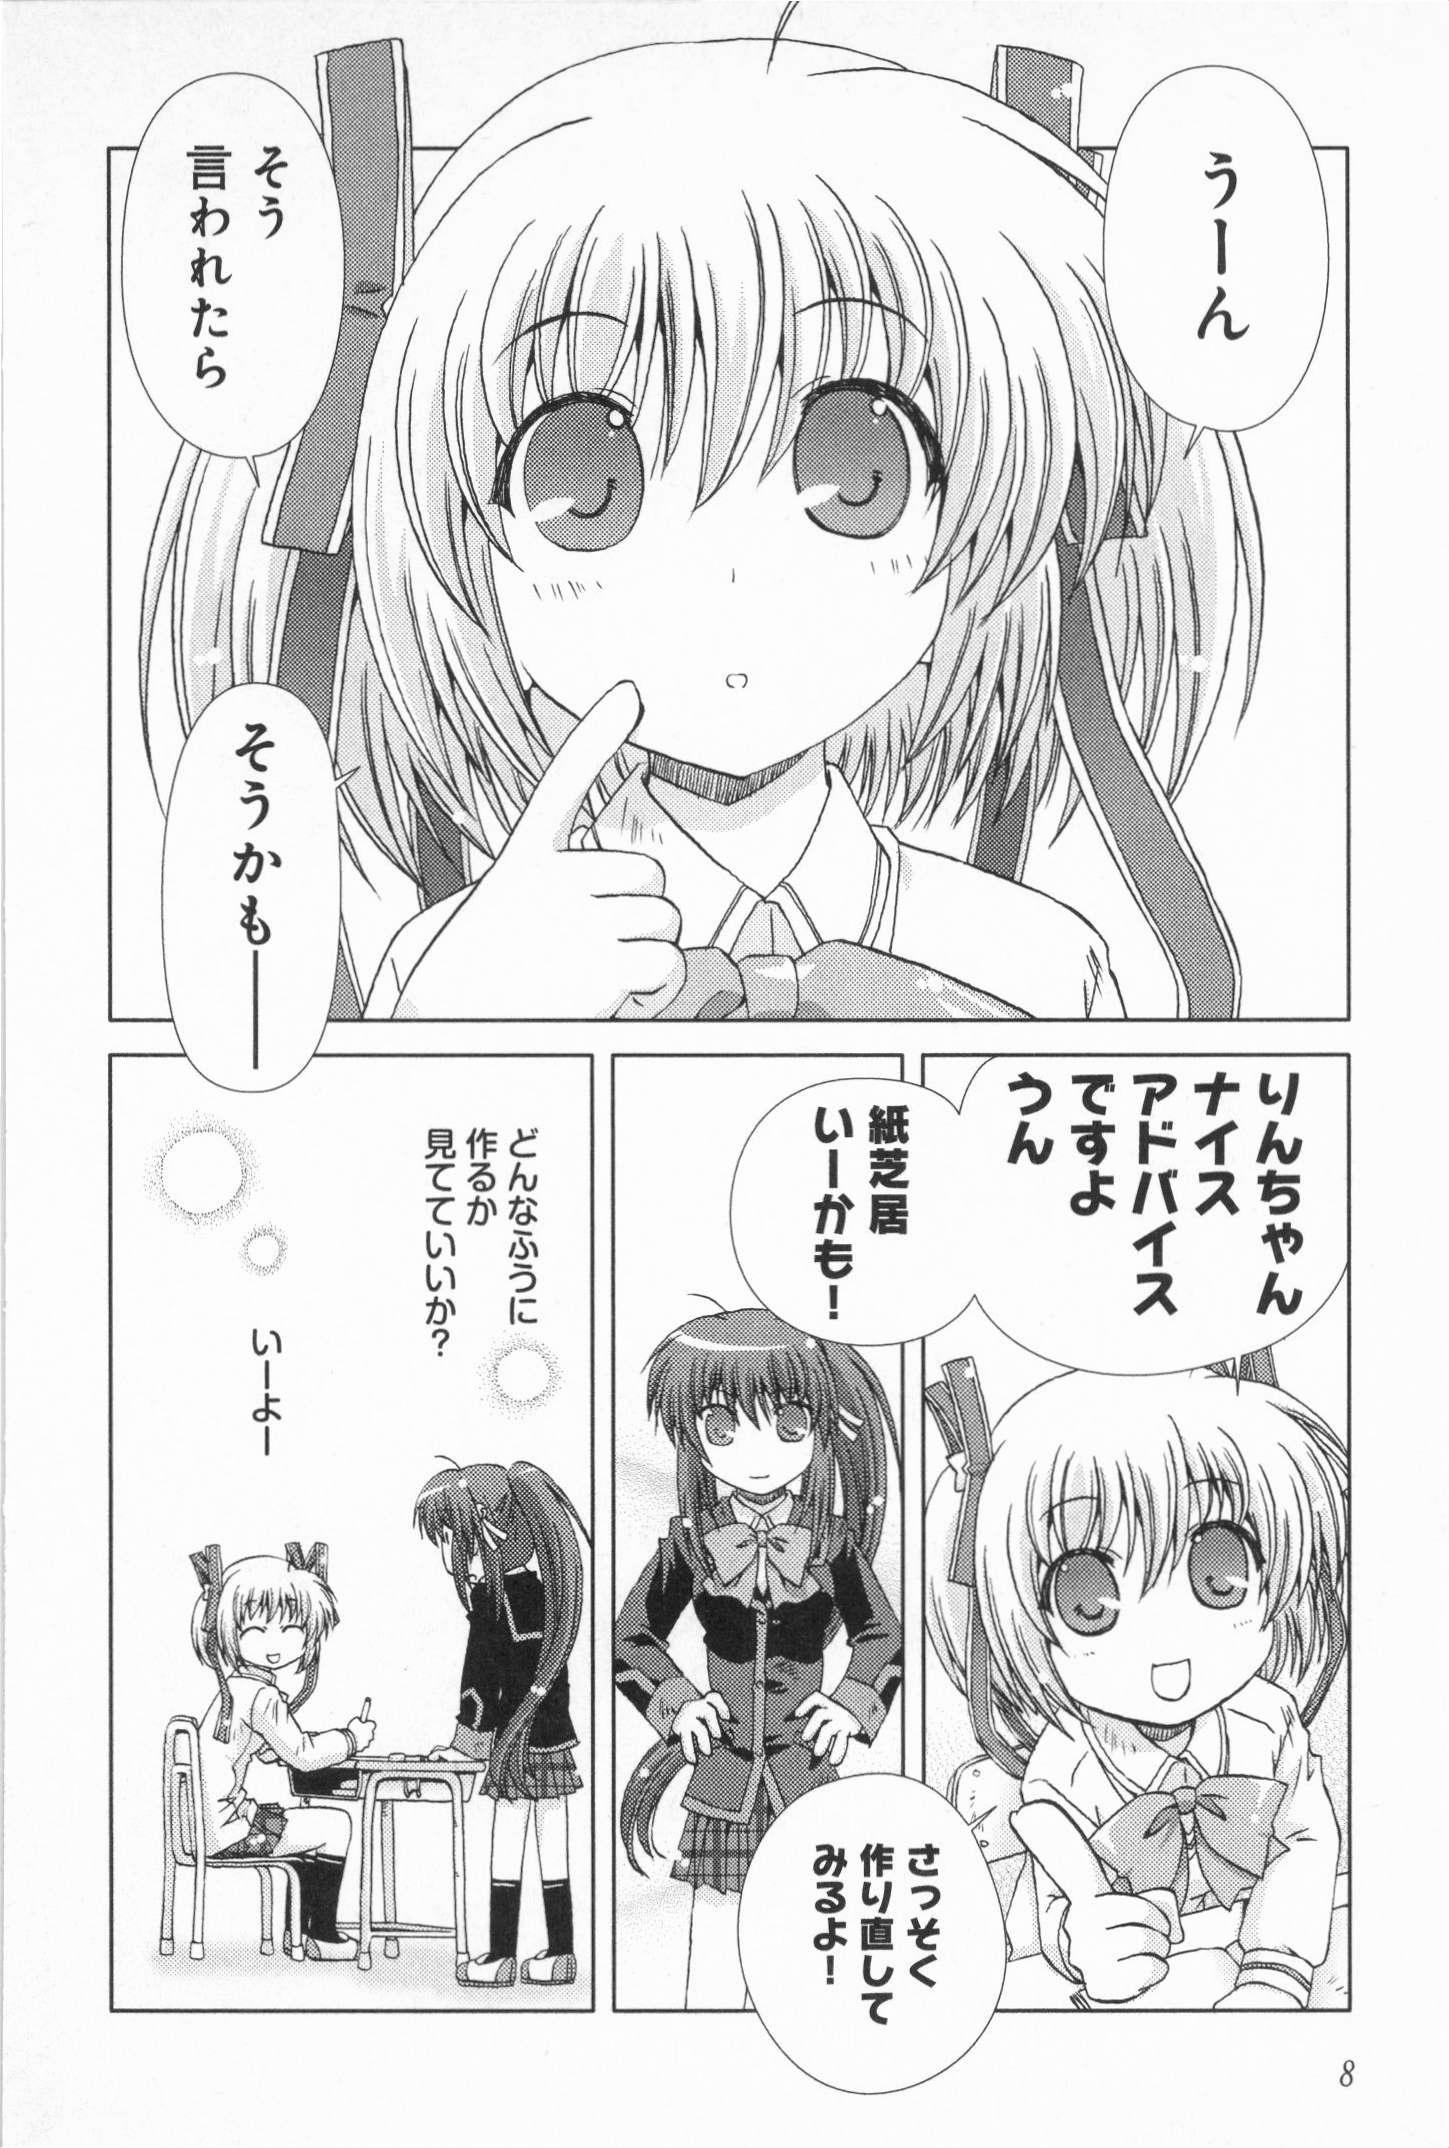 うーん
そう
言われたら
そうかも――
りんちゃん
ナイス
アドバイス
ですよ
うん
紙芝居
いーかも!
さっそく
作り直して
みるよ!
どんなふうに
作るか
見てていいか?
いーよー
8